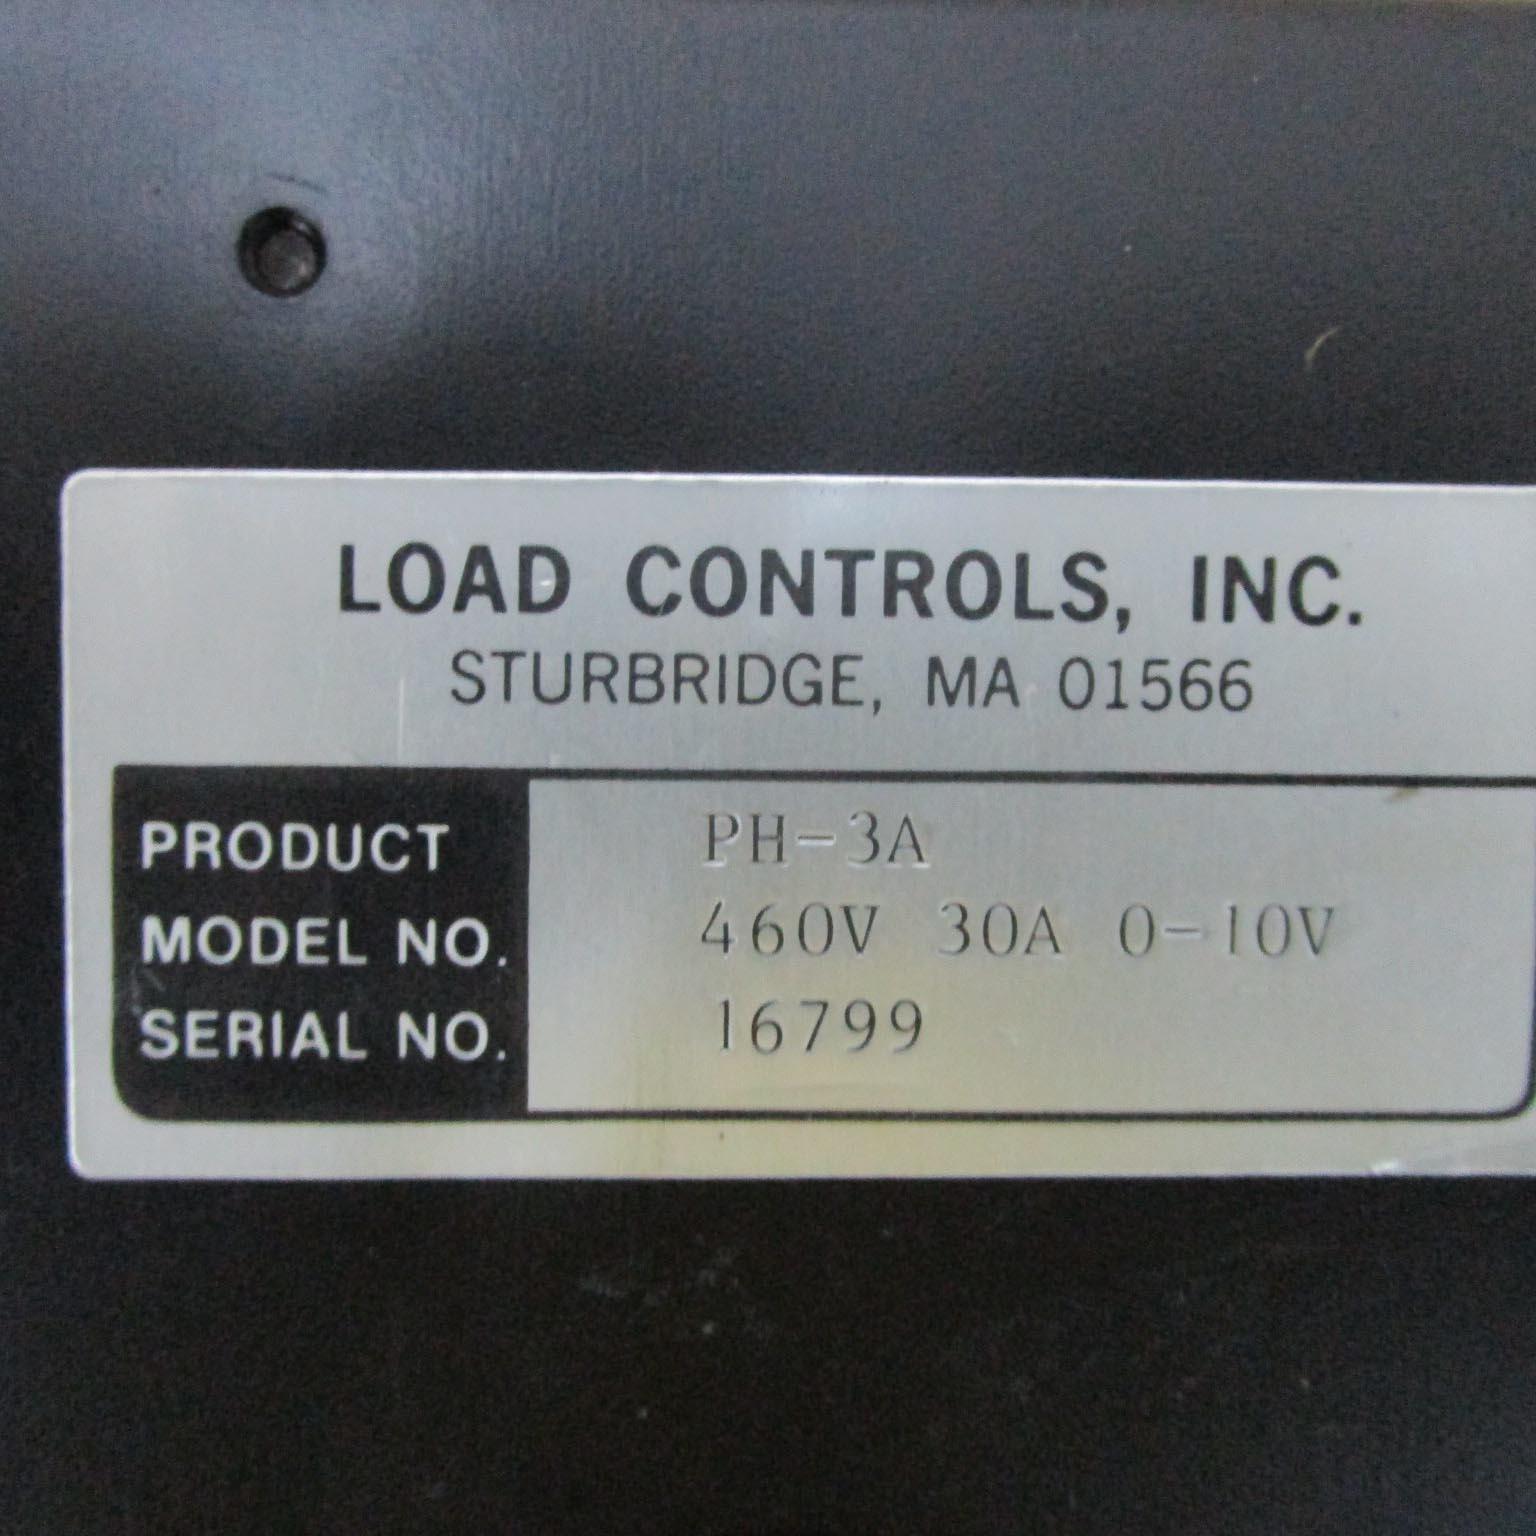 LOAD CONTROLS, INC.
STURBRIDGE, MA 01566
PRODUCT PH-3A
MODEL NO. 460V 30A 0-10V
SERIAL NO. 16799